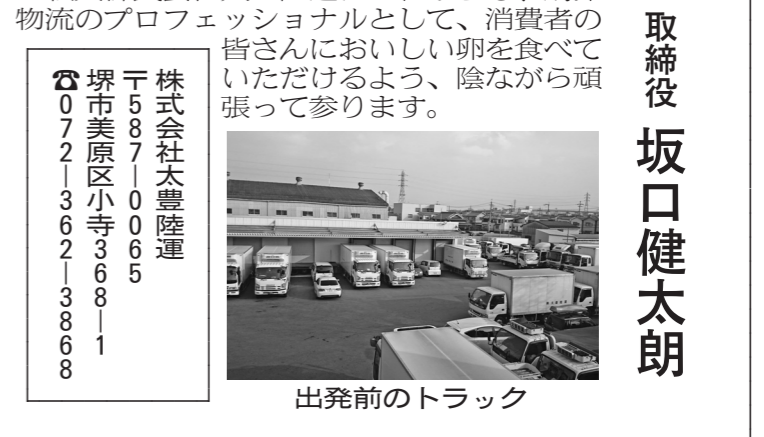 取締役 坂口健太朗
物流のプロフェッショナルとして、消費者の
皆さんにおいしい卵を食べて
いただけるよう、陰ながら頑
張って参ります。
株式会社太豊陸運
〒587―0065
堺市美原区小寺368―1
☎072―362―3868
出発前のトラック